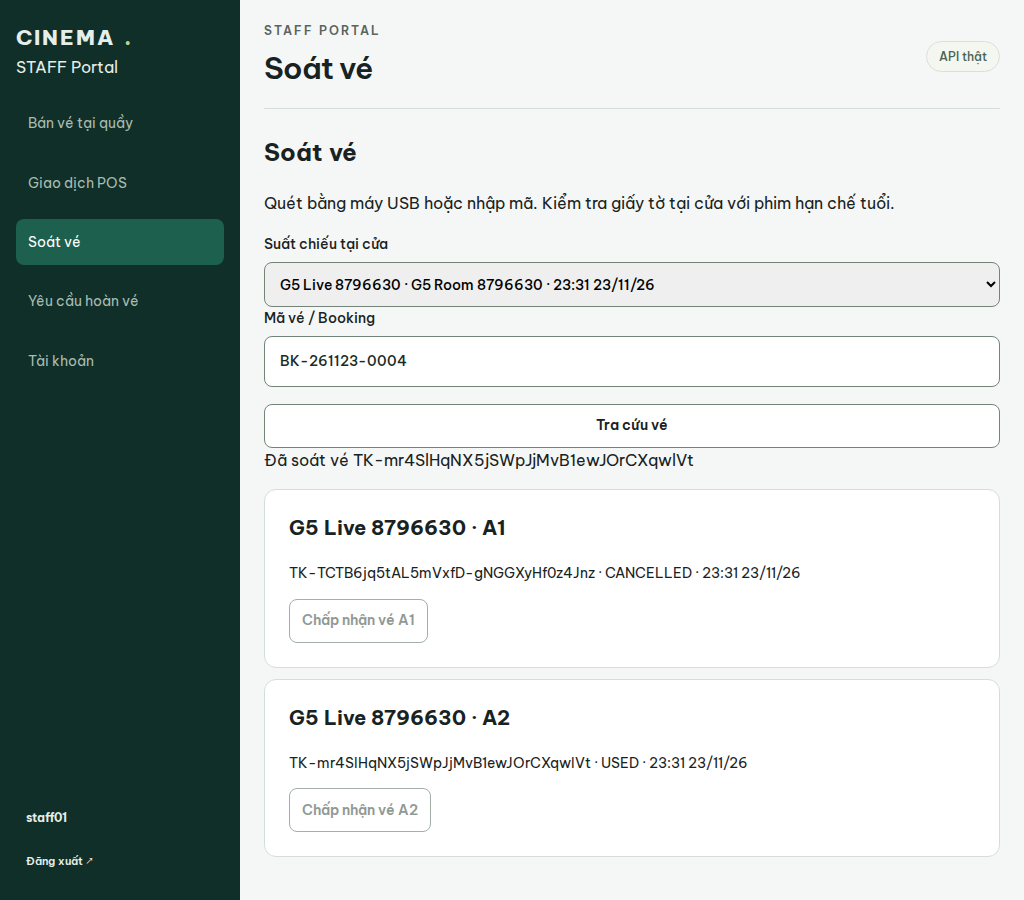 CINEMA .
STAFF Portal
Bán vé tại quầy
Giao dịch POS
Soát vé
Yêu cầu hoàn vé
Tài khoản
staff01
Đăng xuất ↗
STAFF PORTAL
Soát vé
API thật
Soát vé
Quét bằng máy USB hoặc nhập mã. Kiểm tra giấy tờ tại cửa với phim hạn chế tuổi.
Suất chiếu tại cửa
G5 Live 8796630 · G5 Room 8796630 · 23:31 23/11/26
Mã vé / Booking
BK-261123-0004
Tra cứu vé
Đã soát vé TK-mr4SlHqNX5jSWpJjMvB1ewJOrCXqwlVt
G5 Live 8796630 · A1
TK-TCTB6jq5tAL5mVxfD-gNGGXyHf0z4Jnz · CANCELLED · 23:31 23/11/26
Chấp nhận vé A1
G5 Live 8796630 · A2
TK-mr4SlHqNX5jSWpJjMvB1ewJOrCXqwlVt · USED · 23:31 23/11/26
Chấp nhận vé A2